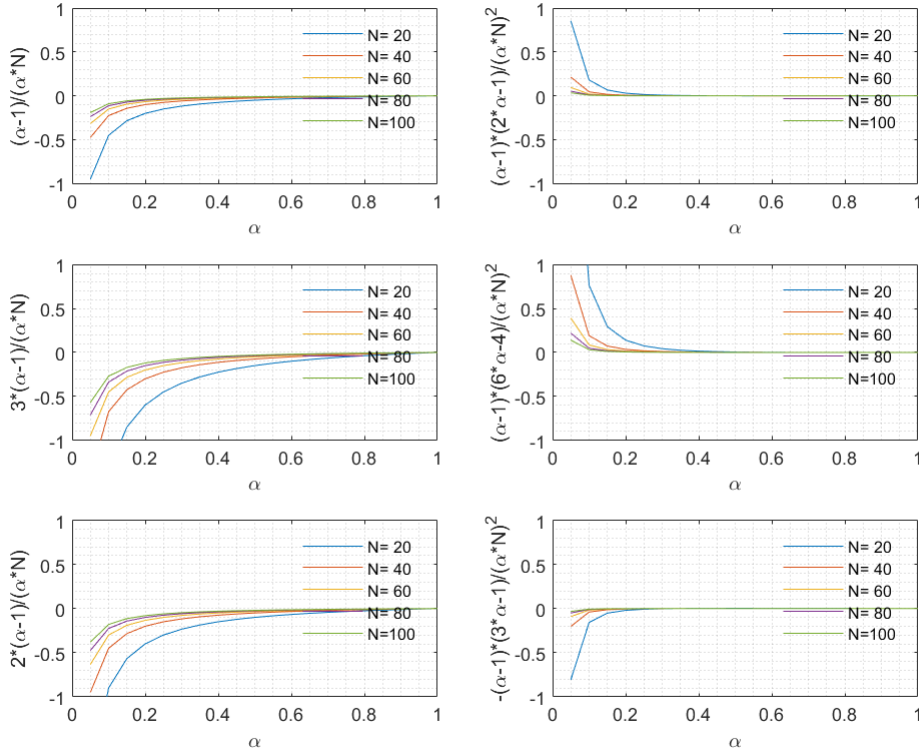 (α-1)/(α*N)
1
0.5
0
-0.5
-1
N= 20
N= 40
N= 60
N= 80
N=100
0
0.2
0.4
0.6
0.8
1
α
(α-1)*(2*α-1)/(α*N)²
1
0.5
0
-0.5
-1
N= 20
N= 40
N= 60
N= 80
N=100
0
0.2
0.4
0.6
0.8
1
α
3*(α-1)/(α*N)
1
0.5
0
-0.5
-1
N= 20
N= 40
N= 60
N= 80
N=100
0
0.2
0.4
0.6
0.8
1
α
(α-1)*(6*α-4)/(α*N)²
1
0.5
0
-0.5
-1
N= 20
N= 40
N= 60
N= 80
N=100
0
0.2
0.4
0.6
0.8
1
α
2*(α-1)/(α*N)
1
0.5
0
-0.5
-1
N= 20
N= 40
N= 60
N= 80
N=100
0
0.2
0.4
0.6
0.8
1
α
-(α-1)*(3*α-1)/(α*N)²
1
0.5
0
-0.5
-1
N= 20
N= 40
N= 60
N= 80
N=100
0
0.2
0.4
0.6
0.8
1
α